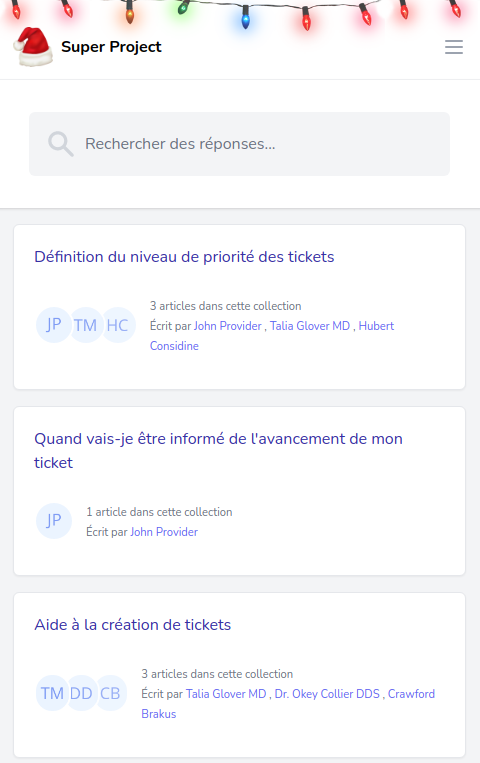 Super Project
Rechercher des réponses...
Définition du niveau de priorité des tickets
JP TM HC
3 articles dans cette collection
Écrit par John Provider , Talia Glover MD , Hubert
Considine
Quand vais-je être informé de l'avancement de mon
ticket
JP
1 article dans cette collection
Écrit par John Provider
Aide à la création de tickets
TM DD CB
3 articles dans cette collection
Écrit par Talia Glover MD , Dr. Okey Collier DDS , Crawford
Brakus